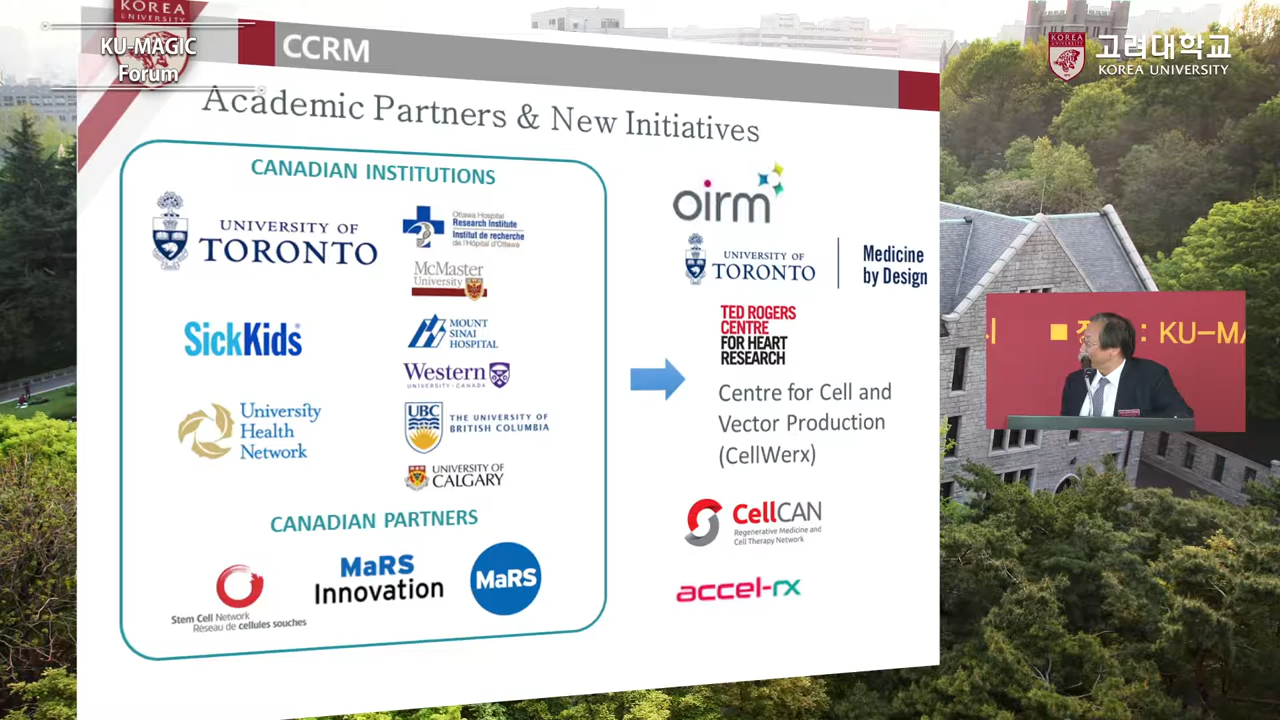 KOREA
UNIVERSITY
KU-MAGIC
Forum
CCRM
KOREA
UNIVERSITY
고려대학교
KOREA UNIVERSITY
Academic Partners & New Initiatives
CANADIAN INSTITUTIONS
UNIVERSITY OF
TORONTO
Ottawa Hospital
Research Institute
Institut de recherche
de l'Hôpital d'Ottawa
McMaster
University
SickKids
MOUNT
SINAI
HOSPITAL
Western
UNIVERSITY · CANADA
University
Health
Network
UBC
THE UNIVERSITY OF
BRITISH COLUMBIA
UNIVERSITY OF
CALGARY
CANADIAN PARTNERS
Stem Cell Network
Réseau de cellules souches
MaRS
Innovation
MaRS
oirm
UNIVERSITY OF
TORONTO
Medicine
by Design
TED ROGERS
CENTRE
FOR HEART
RESEARCH
Centre for Cell and
Vector Production
(CellWerx)
CellCAN
Regenerative Medicine and
Cell Therapy Network
accel-rx
: KU-MA